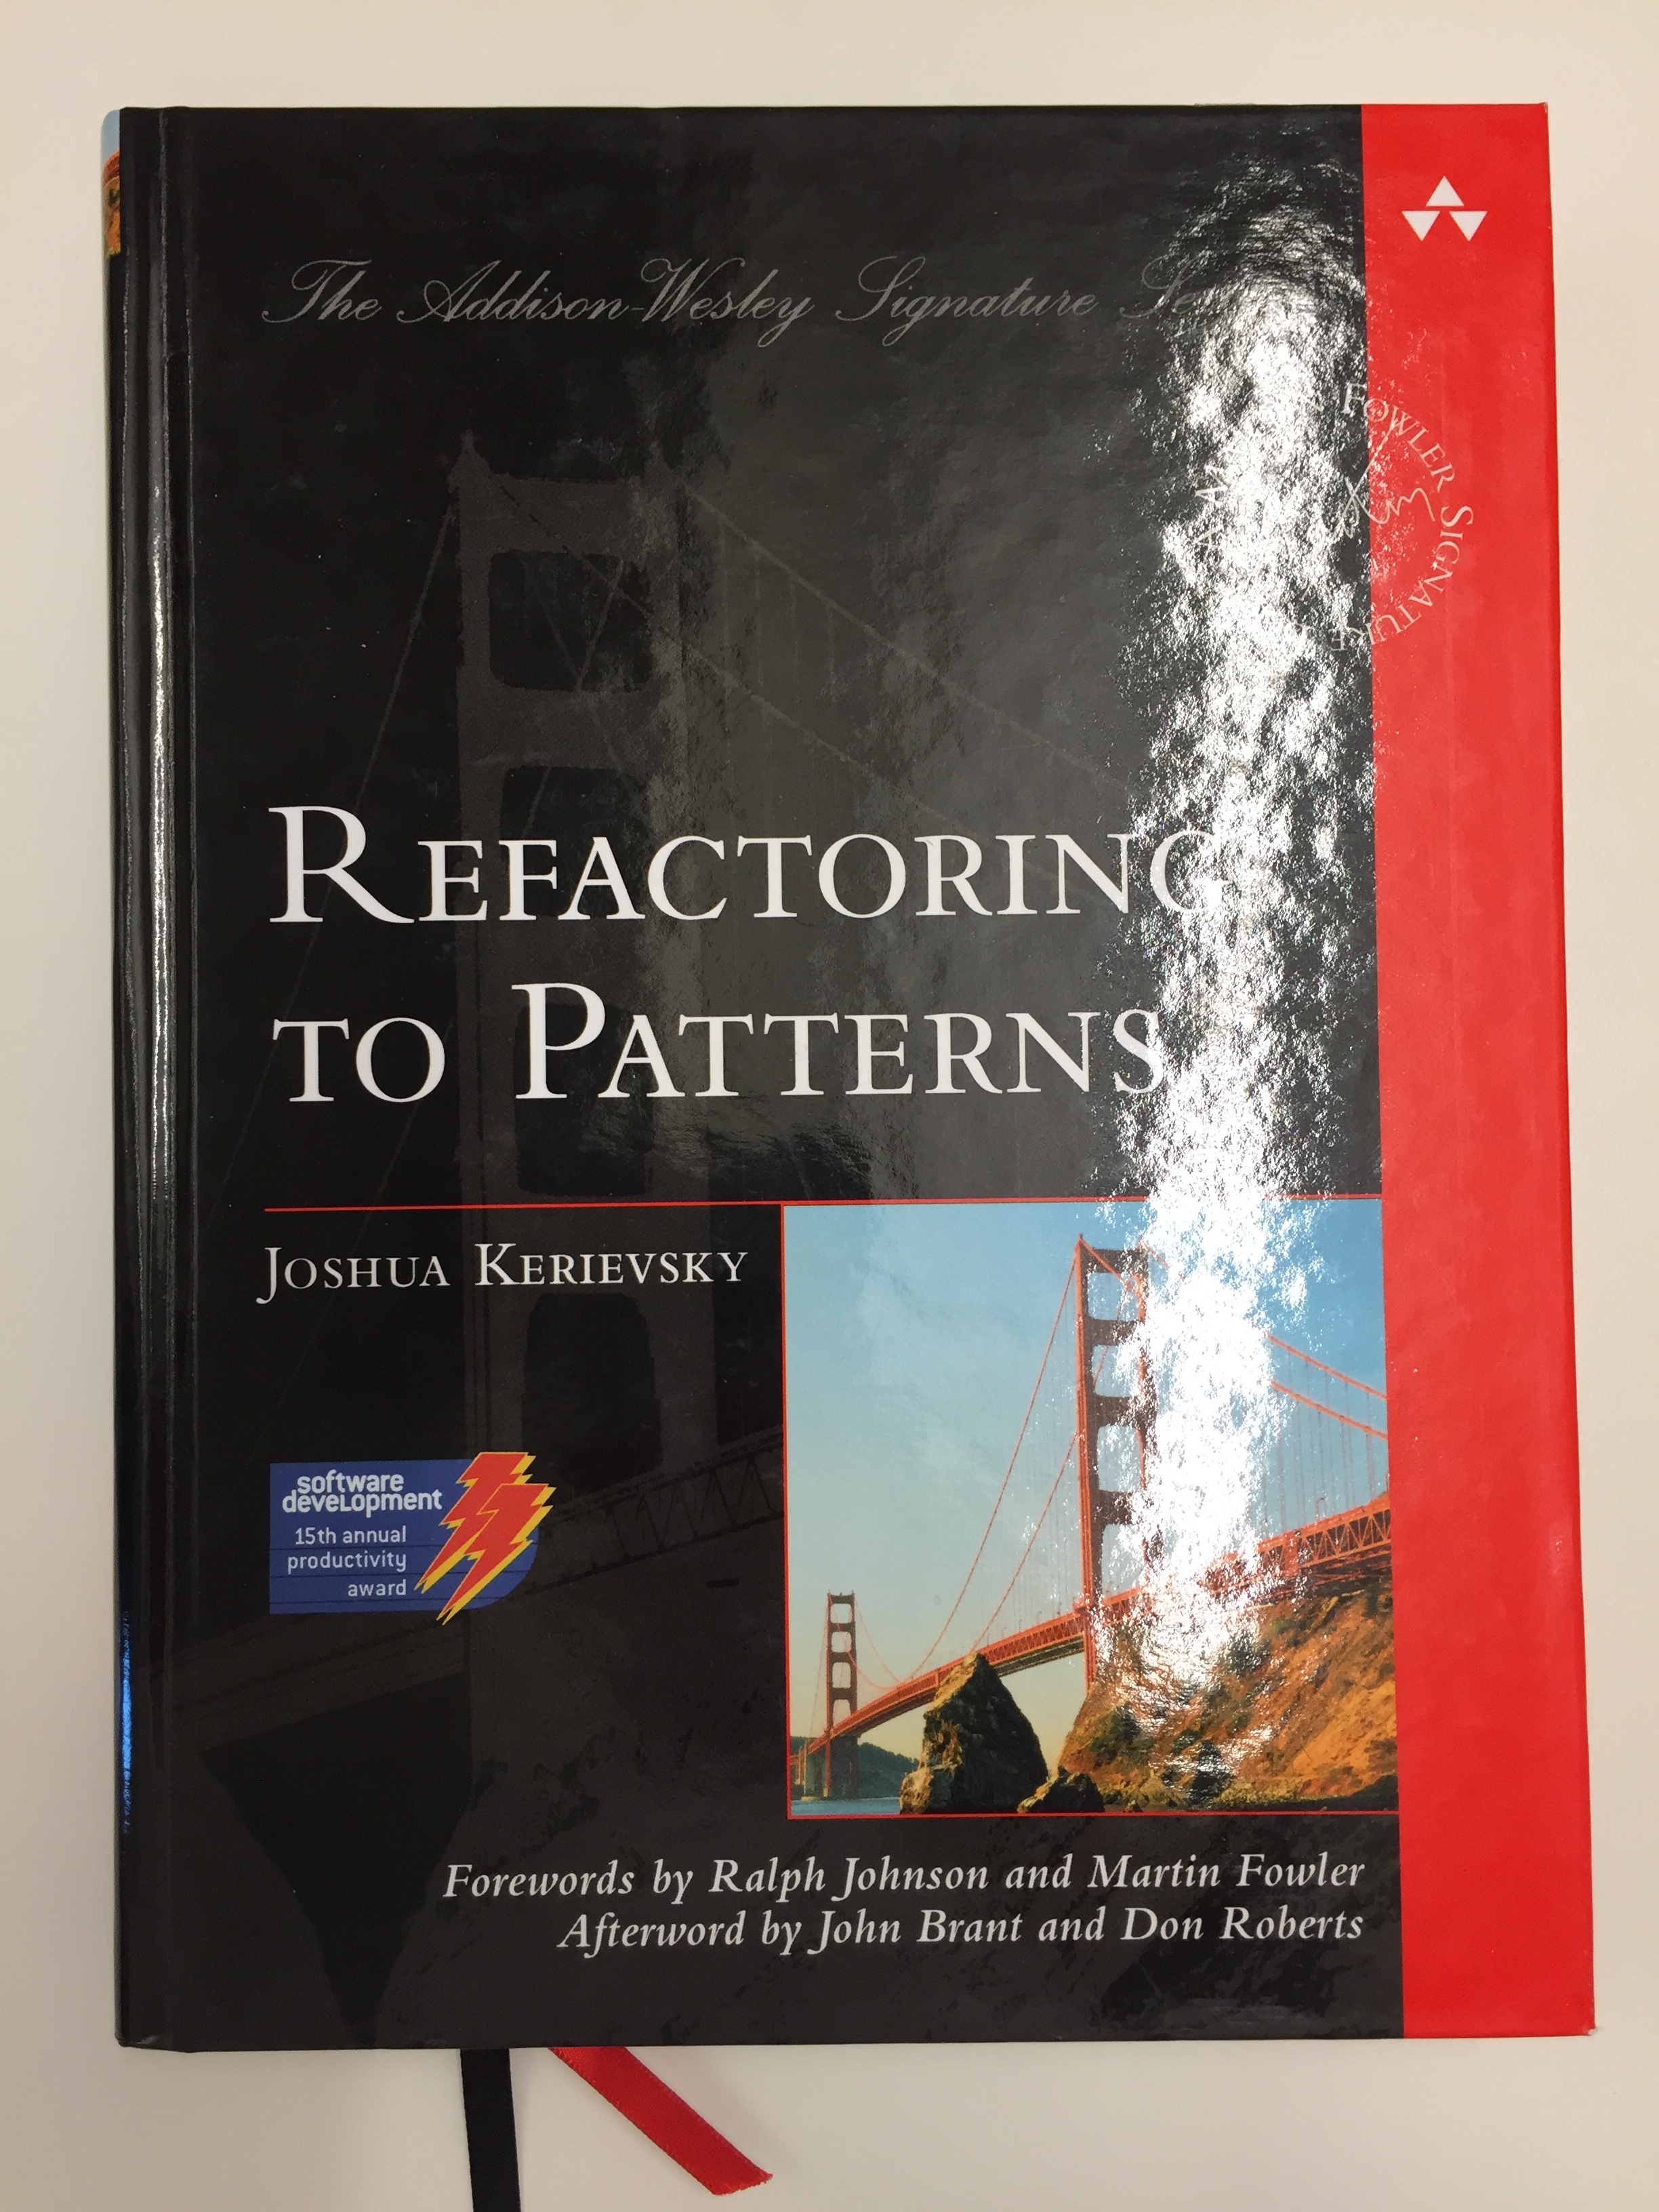 The Addison-Wesley Signature
FOWLER SIGNATURE
REFACTORING
TO PATTERNS
JOSHUA KERIEVSKY
software
development
15th annual
productivity
award
Forewords by Ralph Johnson and Martin Fowler
Afterword by John Brant and Don Roberts